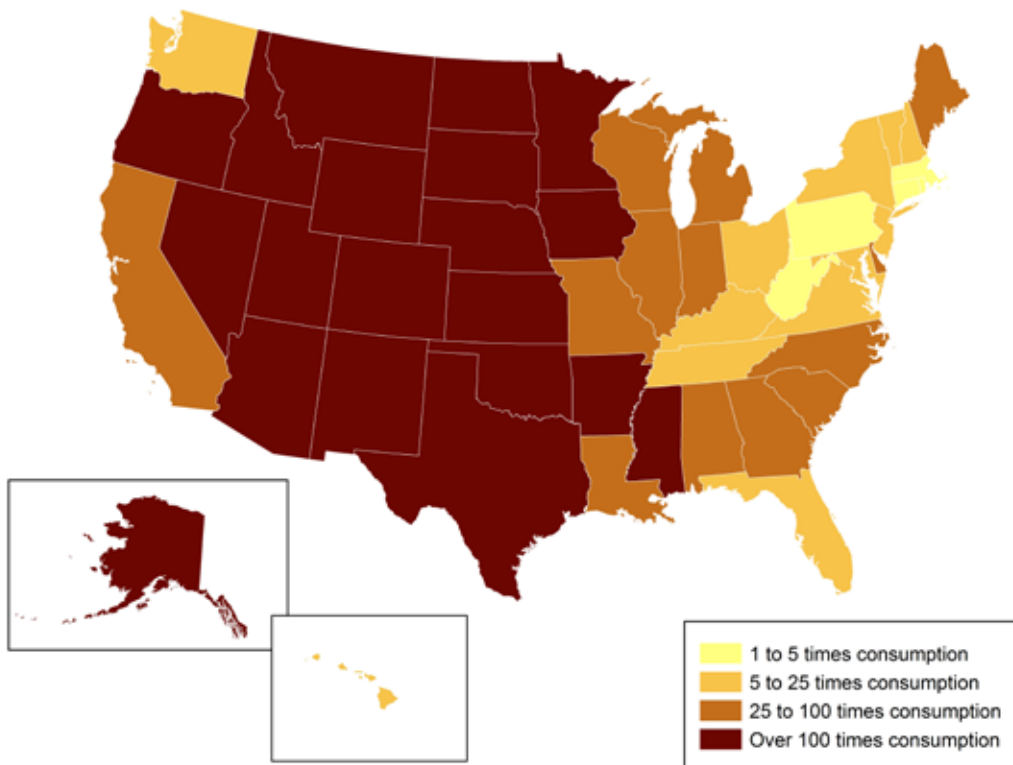 1 to 5 times consumption
5 to 25 times consumption
25 to 100 times consumption
Over 100 times consumption